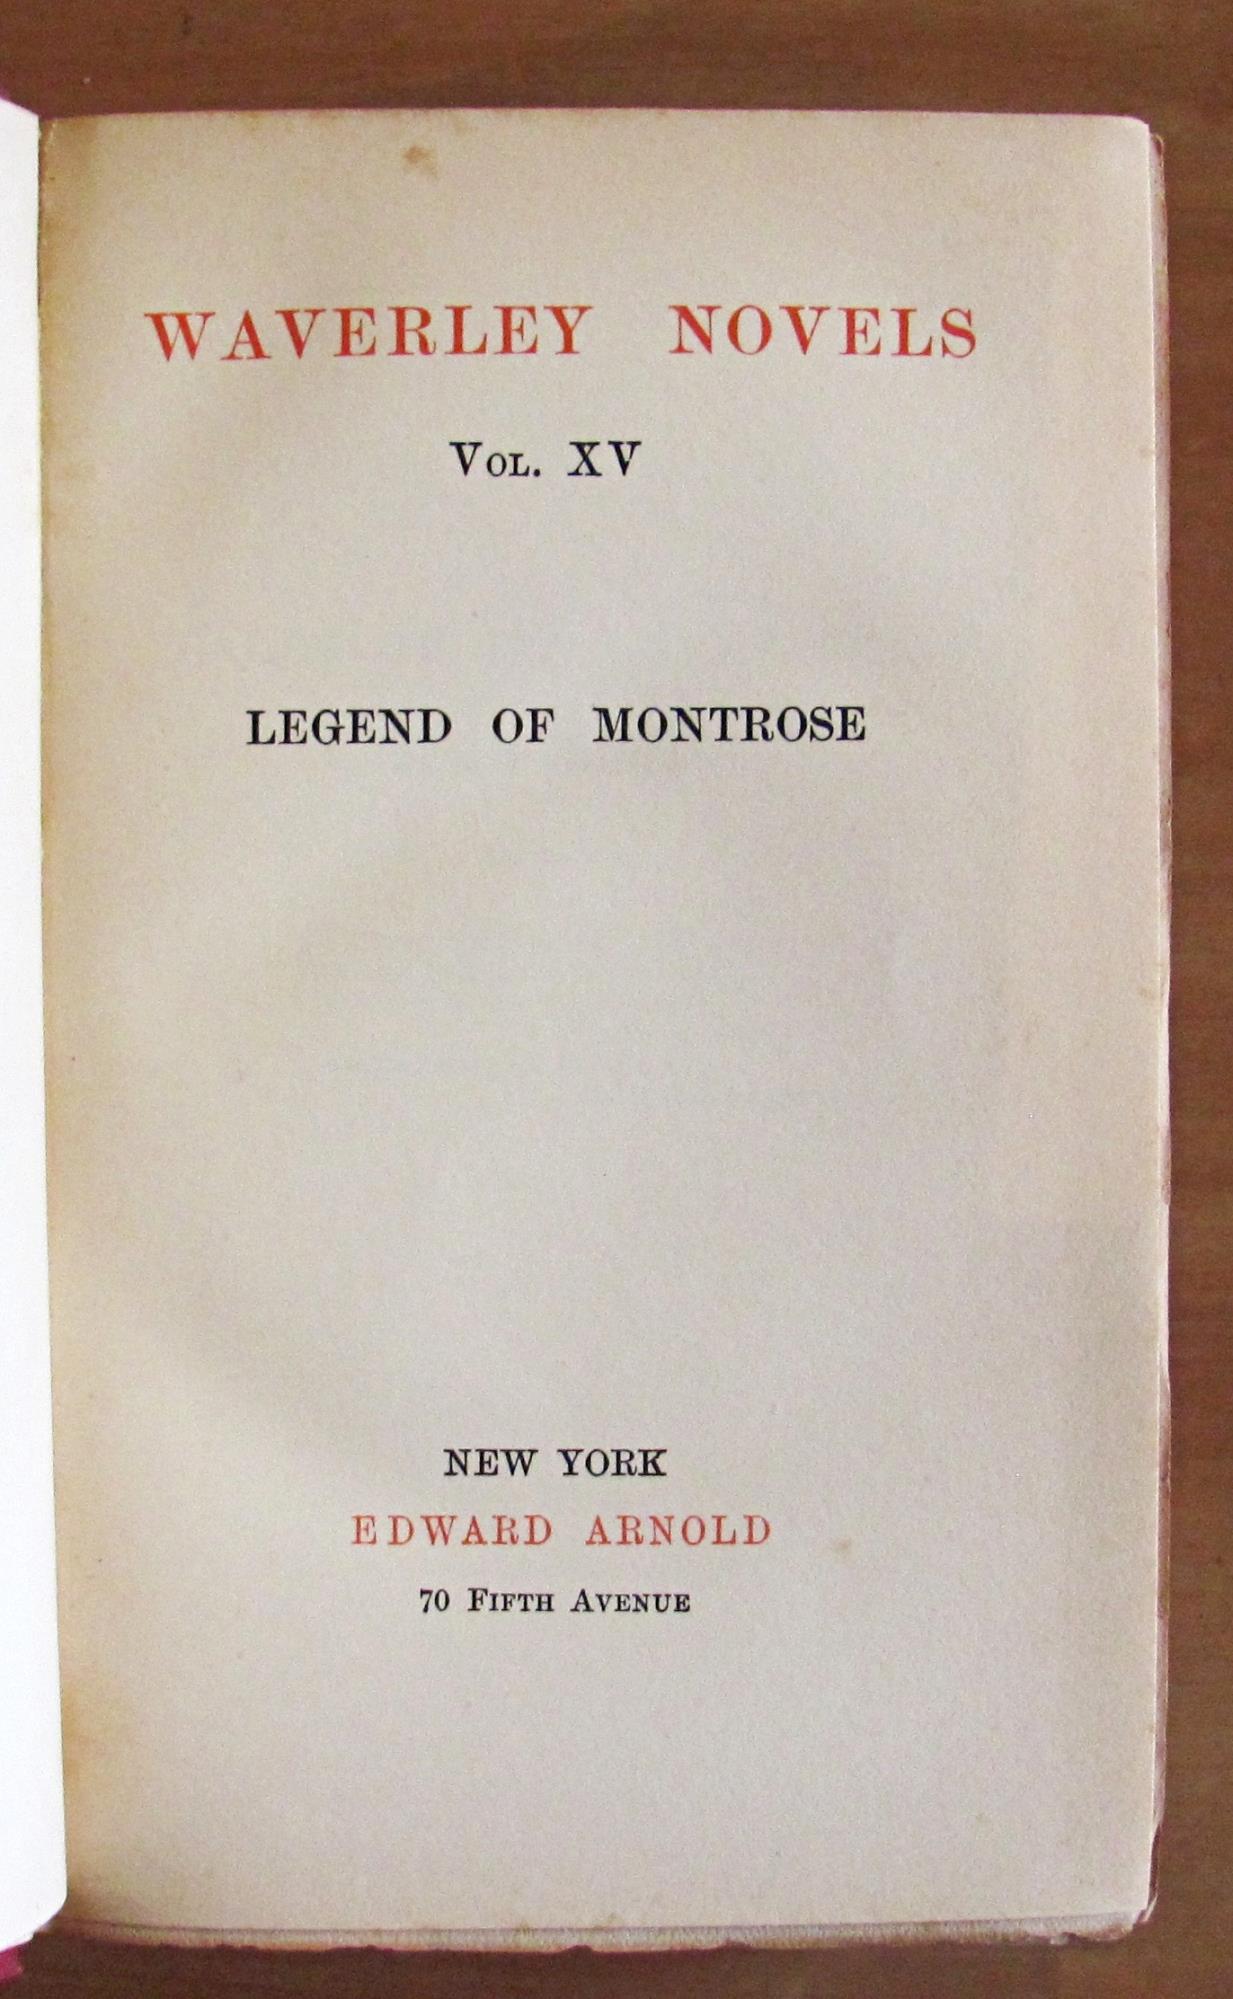 WAVERLEY NOVELS
VOL. XV
LEGEND OF MONTROSE
NEW YORK
EDWARD ARNOLD
70 FIFTH AVENUE